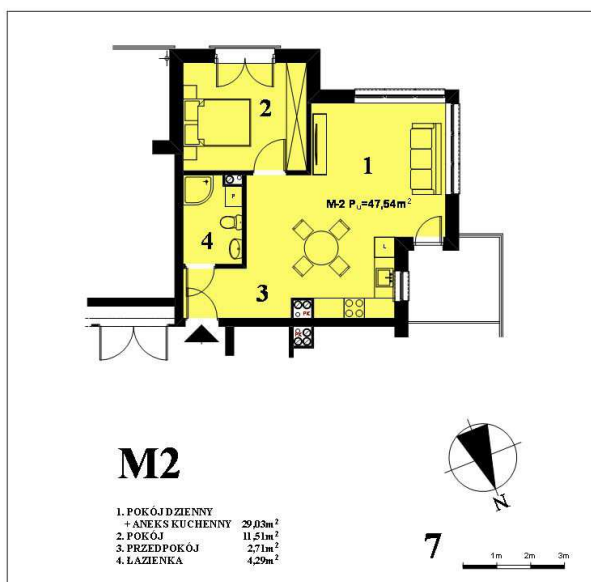 2
1
M-2 Pu=47,54m²
P
4
L
3
PK
PK
M2
N
1. POKÓJ DZIENNY
+ ANEKS KUCHENNY 29,03m²
2. POKÓJ 11,51m²
3. PRZEDPOKÓJ 2,71m²
4. ŁAZIENKA 4,29m²
7
1m 2m 3m